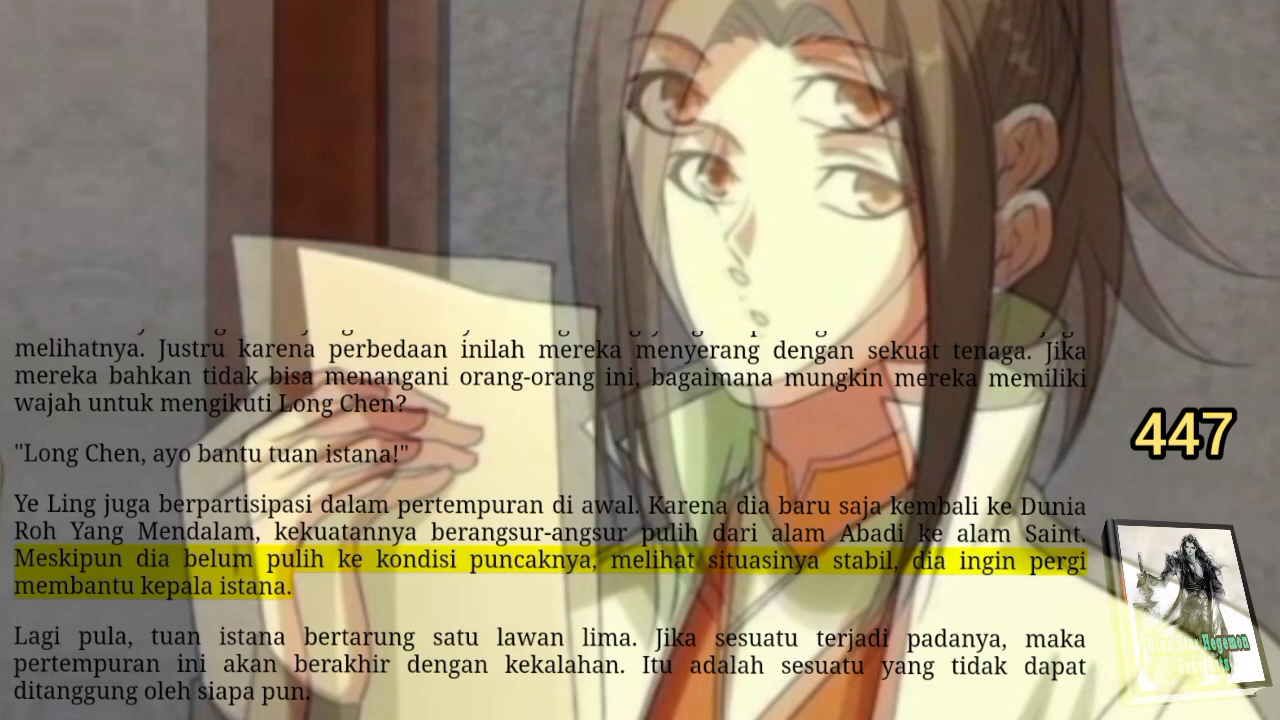 melihatnya. Justru karena perbedaan inilah mereka menyerang dengan sekuat tenaga. Jika
mereka bahkan tidak bisa menangani orang-orang ini, bagaimana mungkin mereka memiliki
wajah untuk mengikuti Long Chen?
"Long Chen, ayo bantu tuan istana!"
Ye Ling juga berpartisipasi dalam pertempuran di awal. Karena dia baru saja kembali ke Dunia
Roh Yang Mendalam, kekuatannya berangsur-angsur pulih dari alam Abadi ke alam Saint.
Meskipun dia belum pulih ke kondisi puncaknya, melihat situasinya stabil, dia ingin pergi
membantu kepala istana.
Lagi pula, tuan istana bertarung satu lawan lima. Jika sesuatu terjadi padanya, maka
pertempuran ini akan berakhir dengan kekalahan. Itu adalah sesuatu yang tidak dapat
ditanggung oleh siapa pun.
447
Hegemon